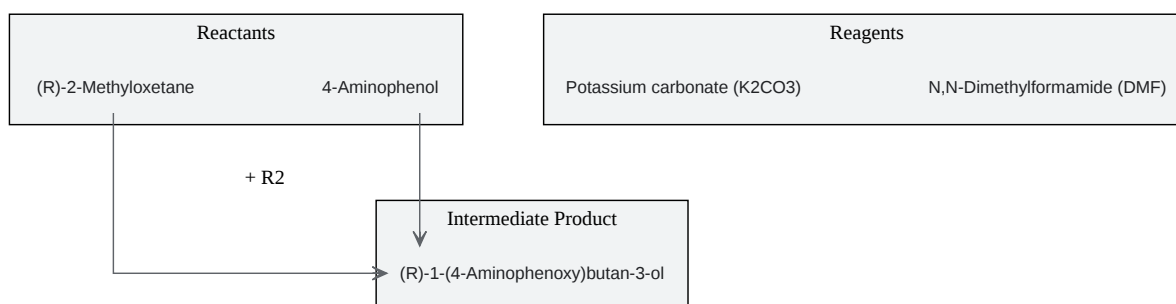 Reactants
(R)-2-Methyloxetane
4-Aminophenol
Reagents
Potassium carbonate (K2CO3)
N,N-Dimethylformamide (DMF)
+ R2
Intermediate Product
(R)-1-(4-Aminophenoxy)butan-3-ol